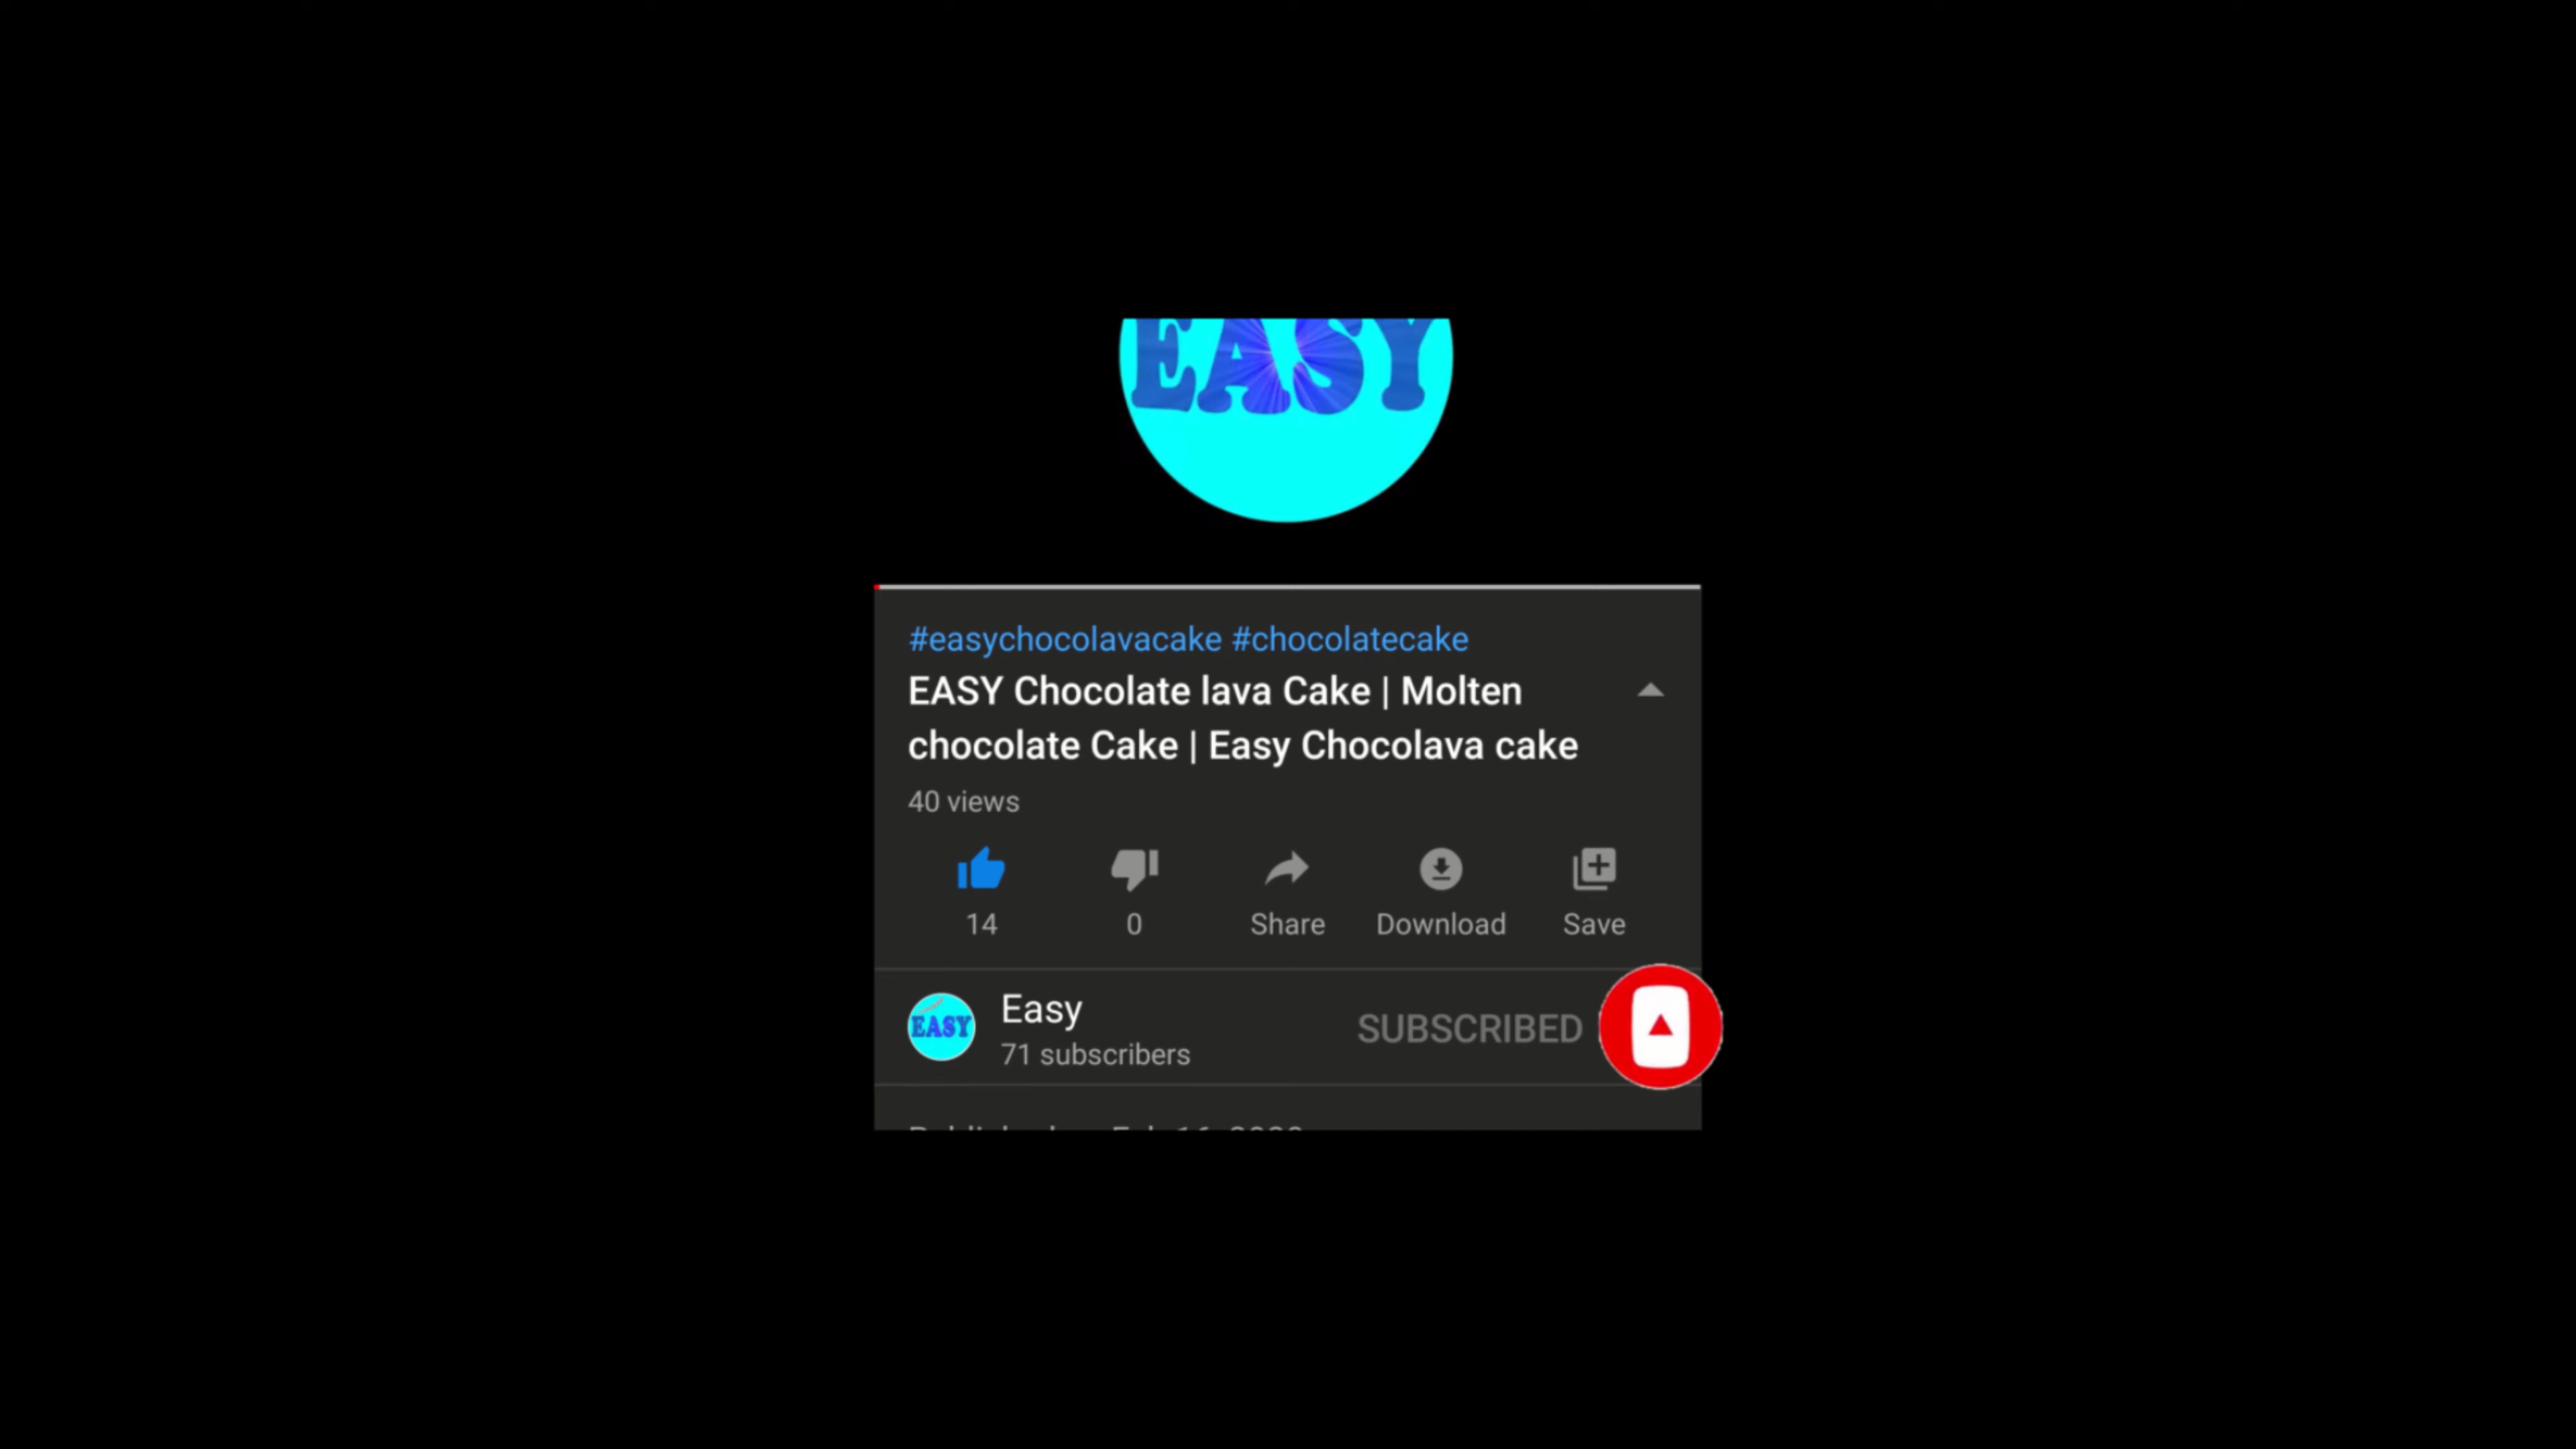 EASY
#easychocolavacake #chocolatecake
EASY Chocolate lava Cake | Molten
chocolate Cake | Easy Chocolava cake
40 views
14
0
Share
Download
Save
EASY
Easy
71 subscribers
SUBSCRIBED